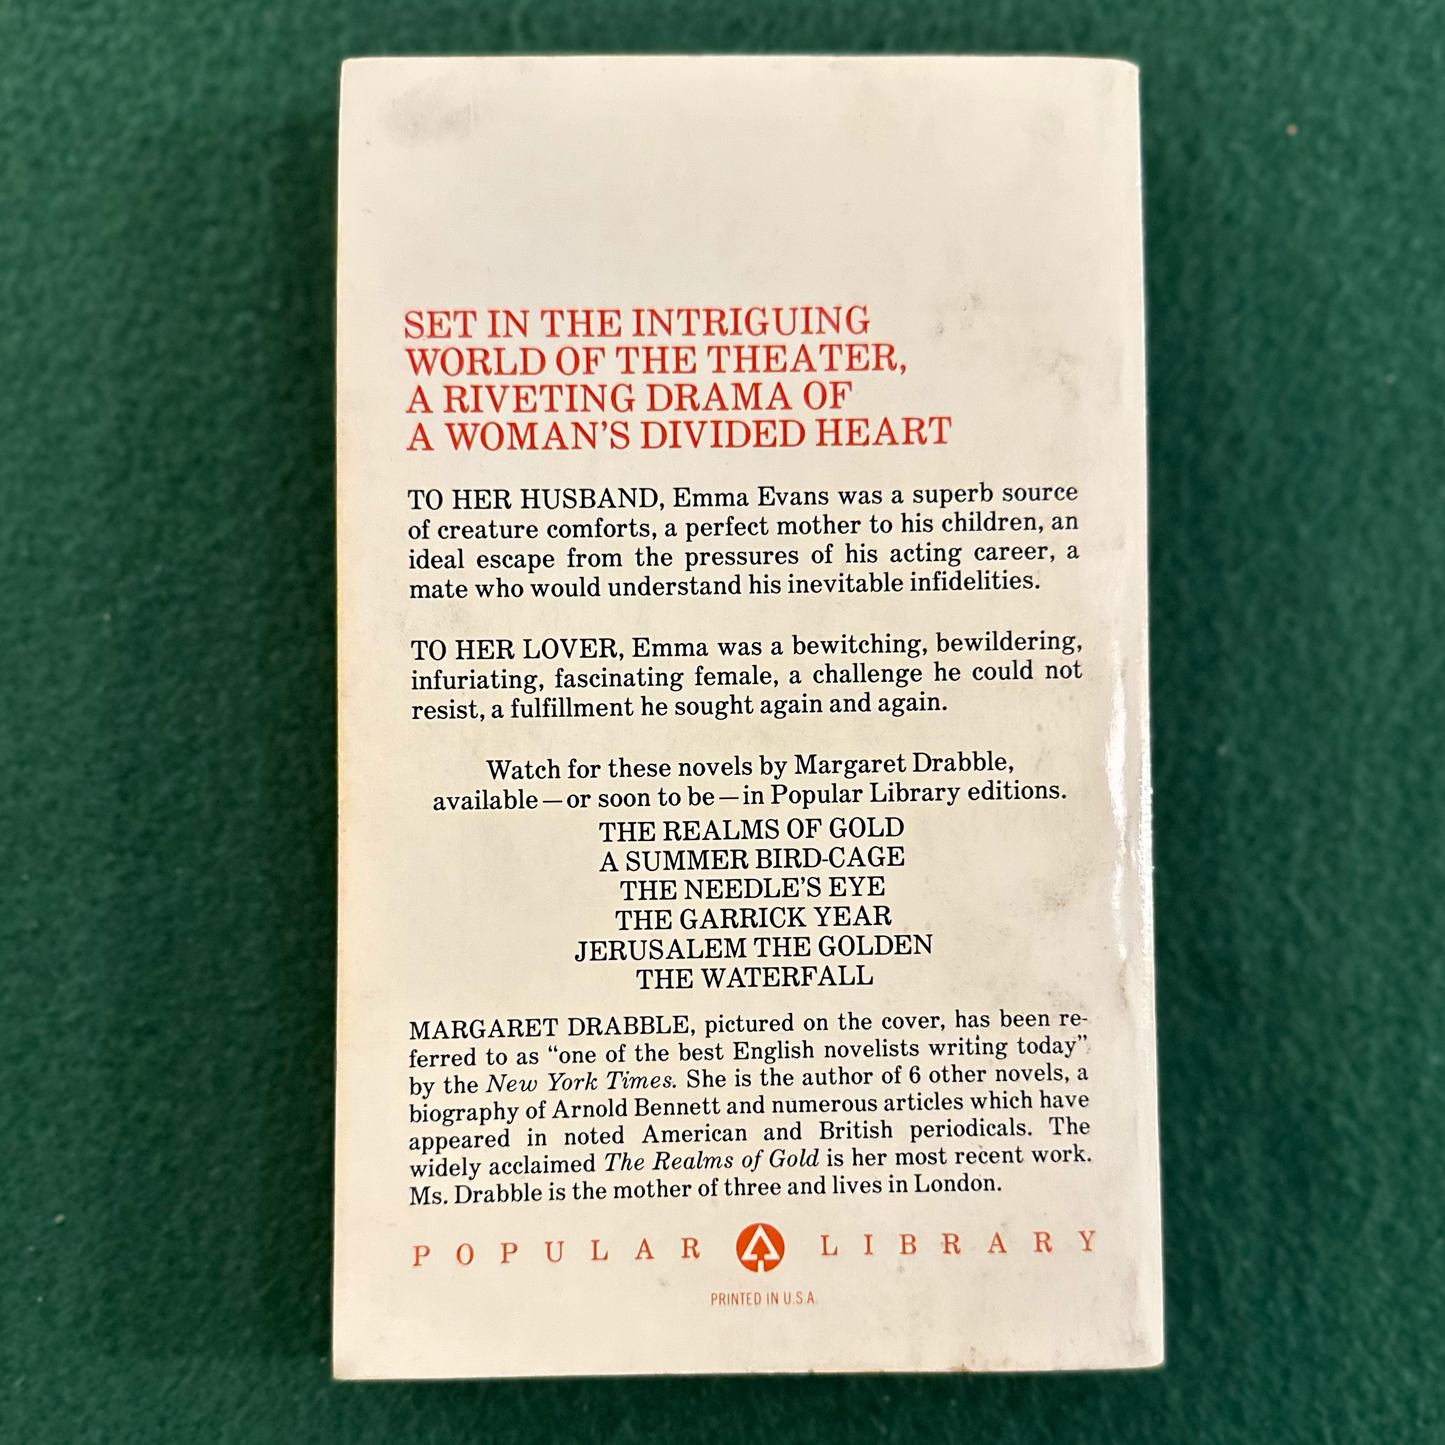 SET IN THE INTRIGUING
WORLD OF THE THEATER,
A RIVETING DRAMA OF
A WOMAN'S DIVIDED HEART
TO HER HUSBAND, Emma Evans was a superb source
of creature comforts, a perfect mother to his children, an
ideal escape from the pressures of his acting career, a
mate who would understand his inevitable infidelities.
TO HER LOVER, Emma was a bewitching, bewildering,
infuriating, fascinating female, a challenge he could not
resist, a fulfillment he sought again and again.
Watch for these novels by Margaret Drabble,
available—or soon to be—in Popular Library editions.
THE REALMS OF GOLD
A SUMMER BIRD-CAGE
THE NEEDLE'S EYE
THE GARRICK YEAR
JERUSALEM THE GOLDEN
THE WATERFALL
MARGARET DRABBLE, pictured on the cover, has been re-
ferred to as "one of the best English novelists writing today"
by the New York Times. She is the author of 6 other novels, a
biography of Arnold Bennett and numerous articles which have
appeared in noted American and British periodicals. The
widely acclaimed The Realms of Gold is her most recent work.
Ms. Drabble is the mother of three and lives in London.
POPULAR LIBRARY
PRINTED IN U.S.A.